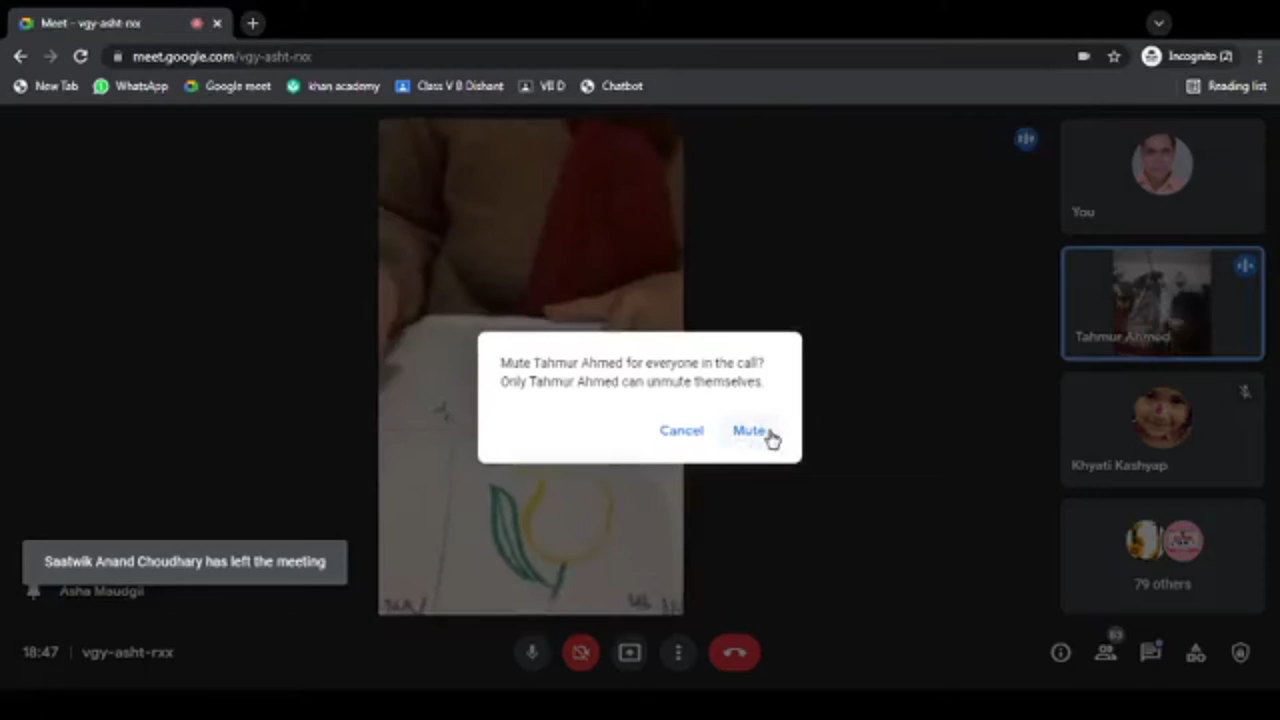 Meet - vgy-asht-rxx
meet.google.com/vgy-asht-rxx
Incognito (2)
New Tab
WhatsApp
Google meet
khan academy
Class V B Dishant
VII D
Chatbot
Reading list
You
Tahmur Ahmed
Mute Tahmur Ahmed for everyone in the call?
Only Tahmur Ahmed can unmute themselves.
Cancel
Mute
Khyati Kashyap
Saatwik Anand Choudhary has left the meeting
79 others
Asha Maudgil
18:47 | vgy-asht-rxx
83